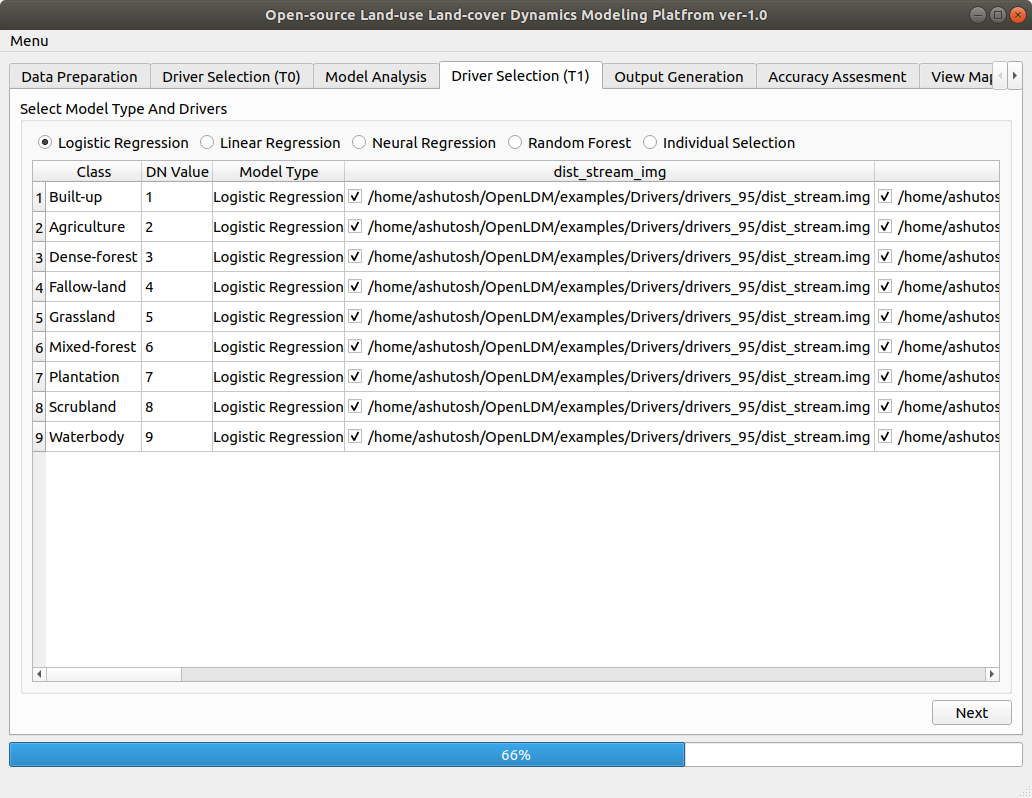 Open-source Land-use Land-cover Dynamics Modeling Platfrom ver-1.0
Menu
Data Preparation Driver Selection (T0) Model Analysis Driver Selection (T1) Output Generation Accuracy Assesment View Map
Select Model Type And Drivers
Logistic Regression Linear Regression Neural Regression Random Forest Individual Selection
Class DN Value Model Type dist_stream_img
1 Built-up 1 Logistic Regression /home/ashutosh/OpenLDM/examples/Drivers/drivers_95/dist_stream.img /home/ashutos
2 Agriculture 2 Logistic Regression /home/ashutosh/OpenLDM/examples/Drivers/drivers_95/dist_stream.img /home/ashutos
3 Dense-forest 3 Logistic Regression /home/ashutosh/OpenLDM/examples/Drivers/drivers_95/dist_stream.img /home/ashutos
4 Fallow-land 4 Logistic Regression /home/ashutosh/OpenLDM/examples/Drivers/drivers_95/dist_stream.img /home/ashutos
5 Grassland 5 Logistic Regression /home/ashutosh/OpenLDM/examples/Drivers/drivers_95/dist_stream.img /home/ashutos
6 Mixed-forest 6 Logistic Regression /home/ashutosh/OpenLDM/examples/Drivers/drivers_95/dist_stream.img /home/ashutos
7 Plantation 7 Logistic Regression /home/ashutosh/OpenLDM/examples/Drivers/drivers_95/dist_stream.img /home/ashutos
8 Scrubland 8 Logistic Regression /home/ashutosh/OpenLDM/examples/Drivers/drivers_95/dist_stream.img /home/ashutos
9 Waterbody 9 Logistic Regression /home/ashutosh/OpenLDM/examples/Drivers/drivers_95/dist_stream.img /home/ashutos
Next
66%